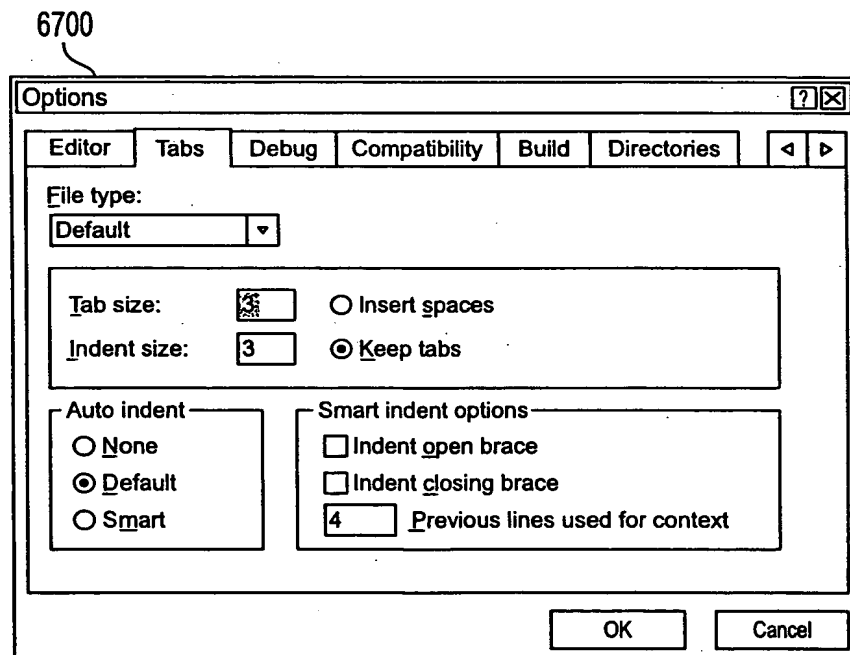 6700
Options ?
Editor Tabs Debug Compatibility Build Directories
File type:
Default
Tab size: 3 Insert spaces
Indent size: 3 Keep tabs
Auto indent Smart indent options
None Indent open brace
Default Indent closing brace
Smart 4 Previous lines used for context
OK Cancel